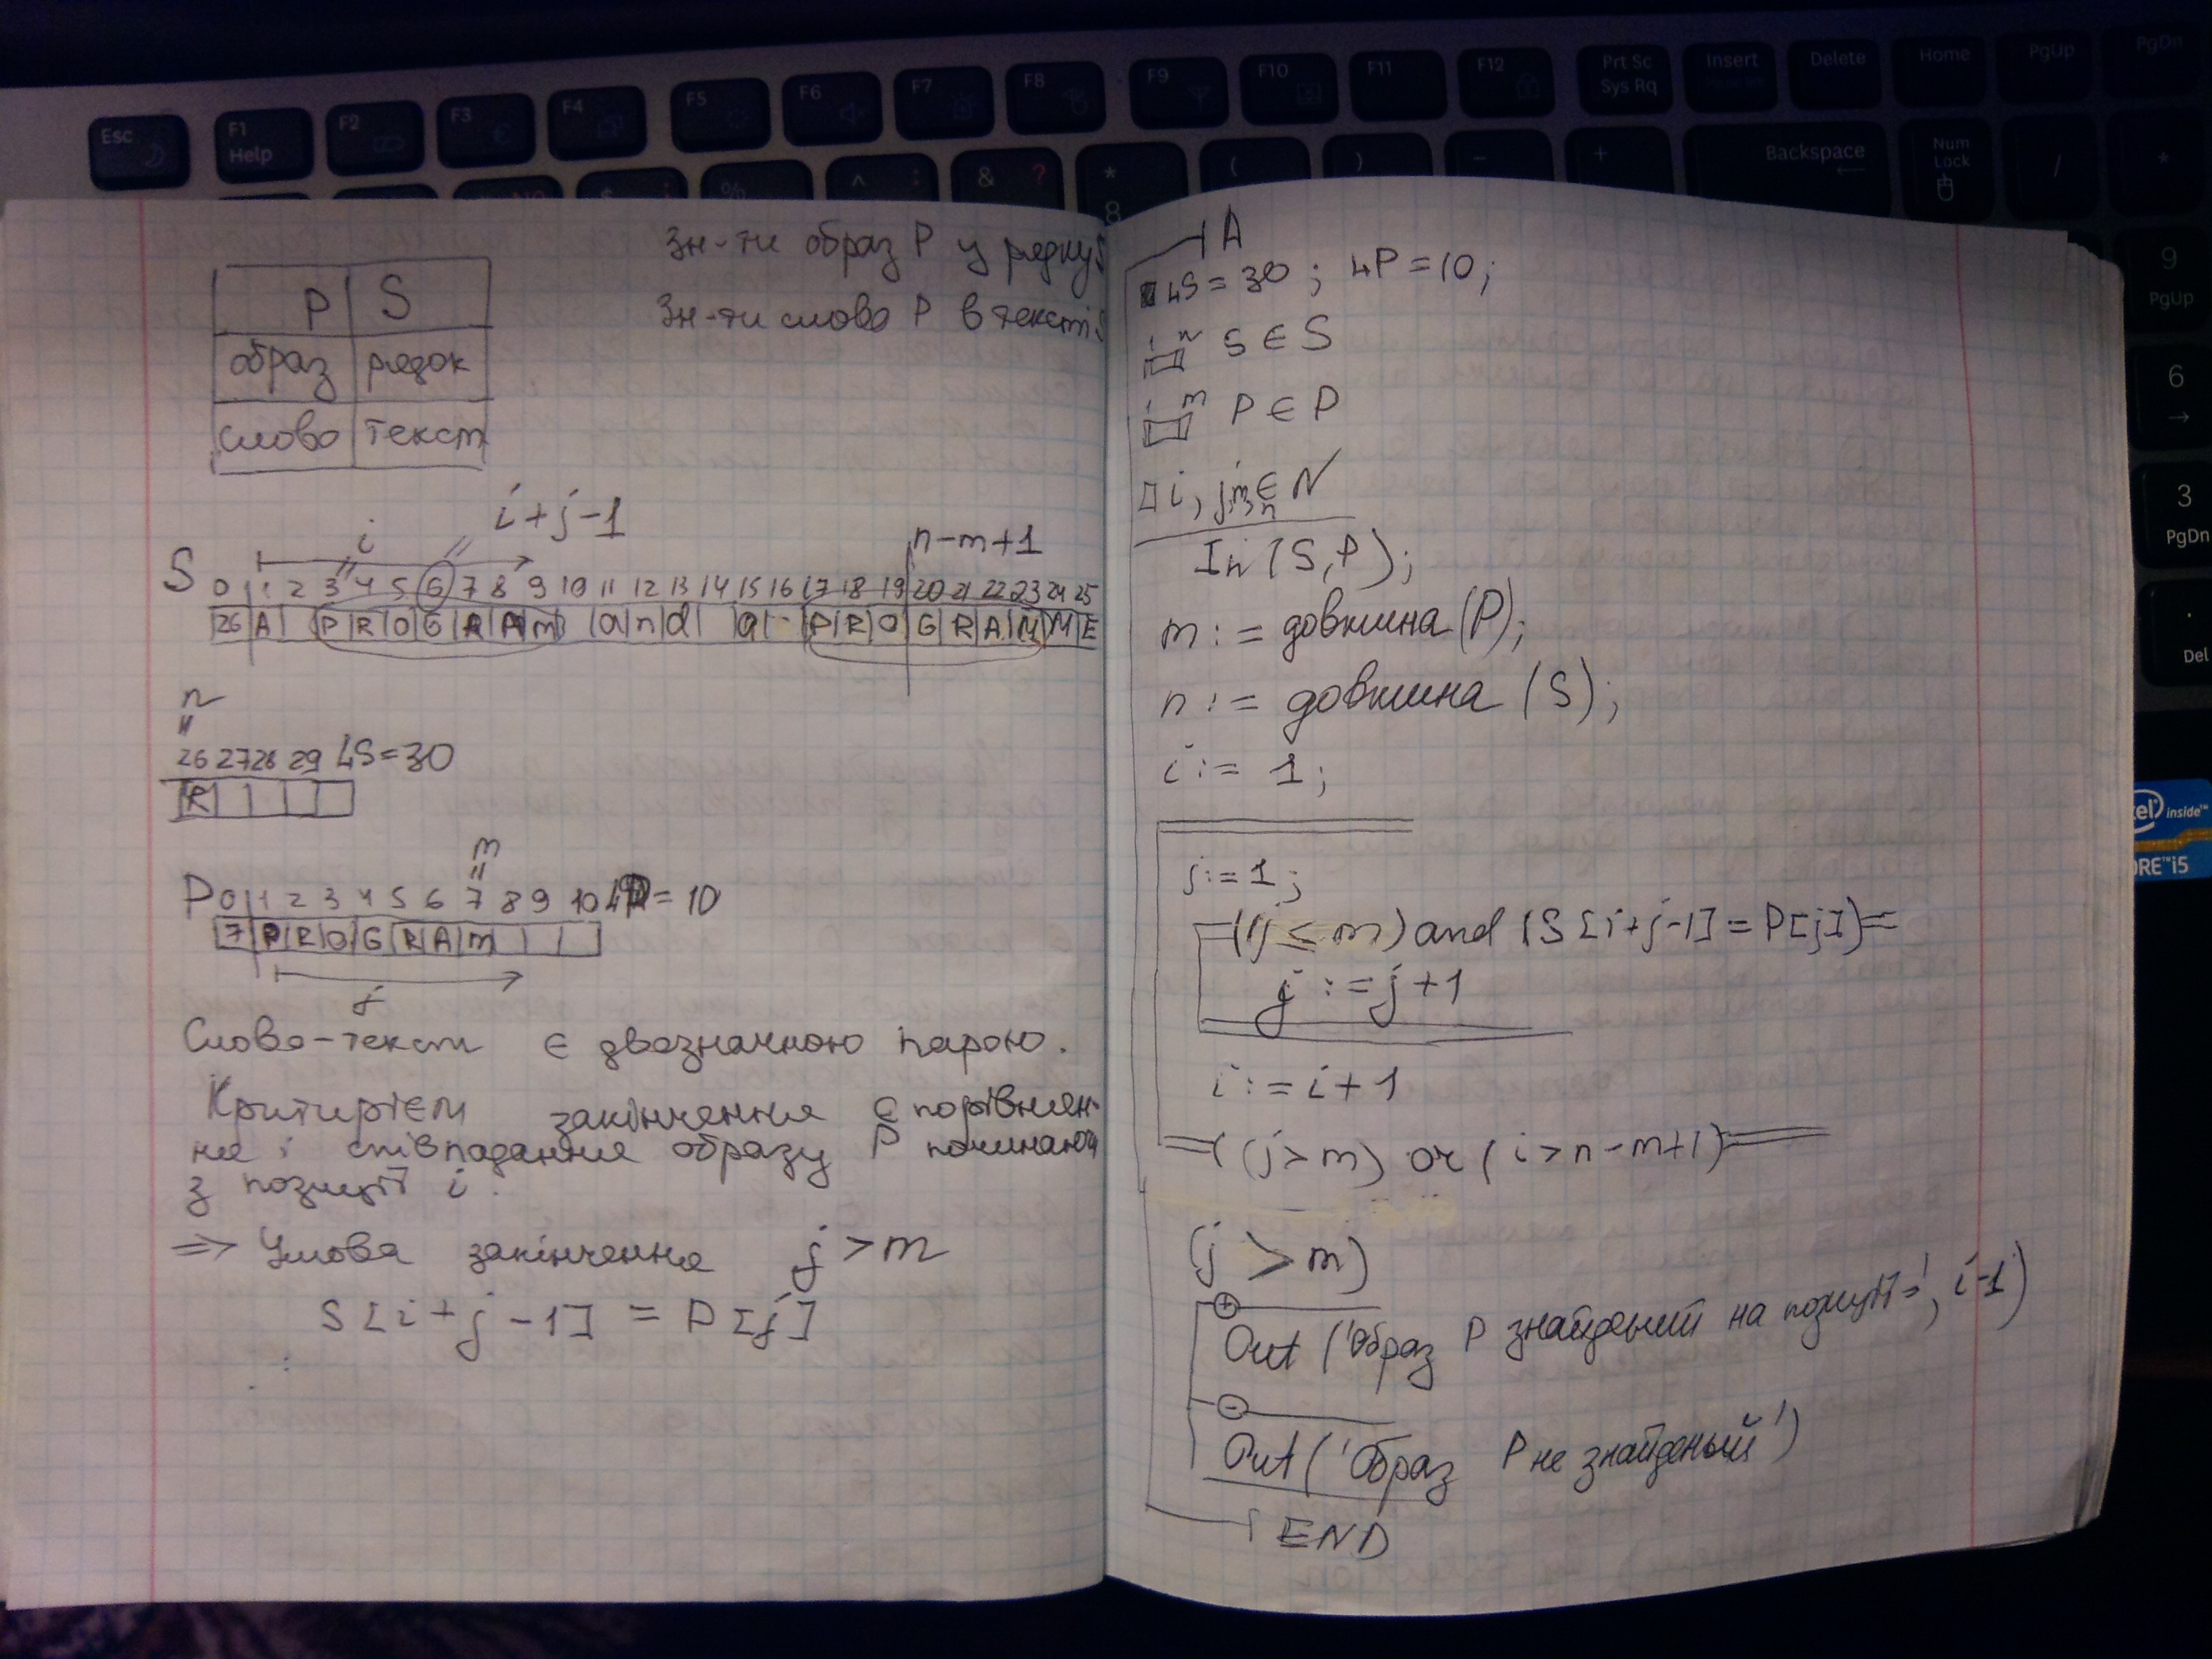 Esc
F1 Help
F2
F3
F4
F5
F6
F7
F8
F9
F10
F11
F12
Prt Sc Sys Rq
Insert
Delete
Home
PgUp
PgDn
% ^ : & ? * 8 ( ) – +
Backspace
Num Lock
/
*
9 PgUp
6 →
3 PgDn
. Del
inside™
CORE™ i5
Зн-ти образ P у рядку S
Зн-ти слово P в тексті S
P | S
образ | рядок
слово | текст
i
i+j-1
n-m+1
S 0 1 2 3 4 5 6 7 8 9 10 11 12 13 14 15 16 17 18 19 20 21 22 23 24 25
26 A P R O G R A m a n d a P R O G R A M M E
n
=
26 27 28 29 LS=30
R
m
=
P 0 1 2 3 4 5 6 7 8 9 10 LP = 10
7 P R O G R A m
j
Слово-текст є двозначною парою.
Критирієм закінчення є порівнян-
ня і співпадання образу P починаючи
з позиції i.
⇒ Умова закінчення j > m
S[i+j-1] = P[j]
A
LS = 30; LP = 10;
1 n S ∈ S
1 m P ∈ P
i, j, m, n ∈ N
In (S, P);
m := довжина (P);
n := довжина (S);
i := 1;
j := 1;
(j ≤ m) and (S[i+j-1] = P[j])
j := j+1
i := i+1
((j > m) or (i > n-m+1)
(j > m)
+
Out ('Образ P знайдений на позиції=', i-1)
-
Out ('Образ P не знайденый')
END